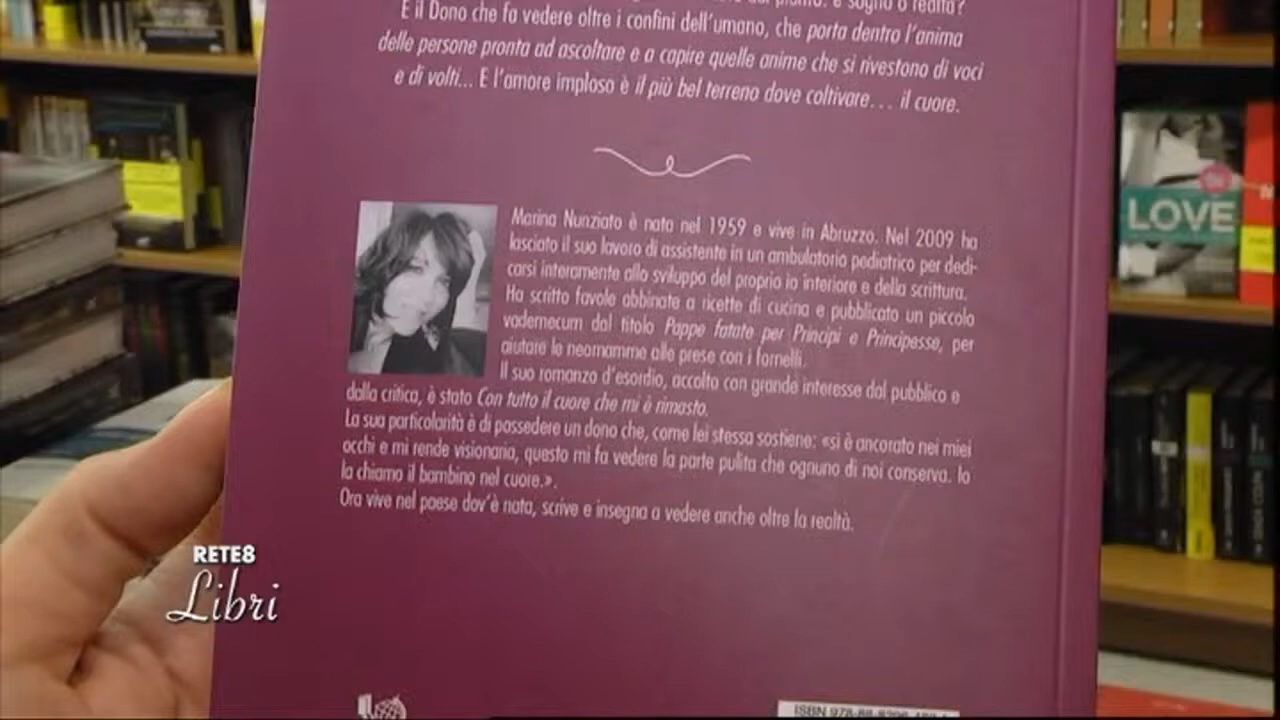 è sogno o realtà?
È il Dono che fa vedere oltre i confini dell'umano, che porta dentro l'anima
delle persone pronta ad ascoltare e a capire quelle anime che si rivestono di voci
e di volti... E l'amore imploso è il più bel terreno dove coltivare... il cuore.
Marina Nunziato è nata nel 1959 e vive in Abruzzo. Nel 2009 ha
lasciato il suo lavoro di assistente in un ambulatorio pediatrico per dedi-
carsi interamente allo sviluppo del proprio io interiore e della scrittura.
Ha scritto favole abbinate a ricette di cucina e pubblicato un piccolo
vademecum dal titolo Pappe fatate per Principi e Principesse, per
aiutare le neomamme alle prese con i fornelli.
Il suo romanzo d'esordio, accolto con grande interesse dal pubblico e
dalla critica, è stato Con tutto il cuore che mi è rimasto.
La sua particolarità è di possedere un dono che, come lei stessa sostiene: «si è ancorato nei miei
occhi e mi rende visionaria, questo mi fa vedere la parte pulita che ognuno di noi conserva. Io
la chiamo il bambino nel cuore.».
Ora vive nel paese dov'è nata, scrive e insegna a vedere anche oltre la realtà.
LOVE
RETE8
Libri
ISBN 978-88-